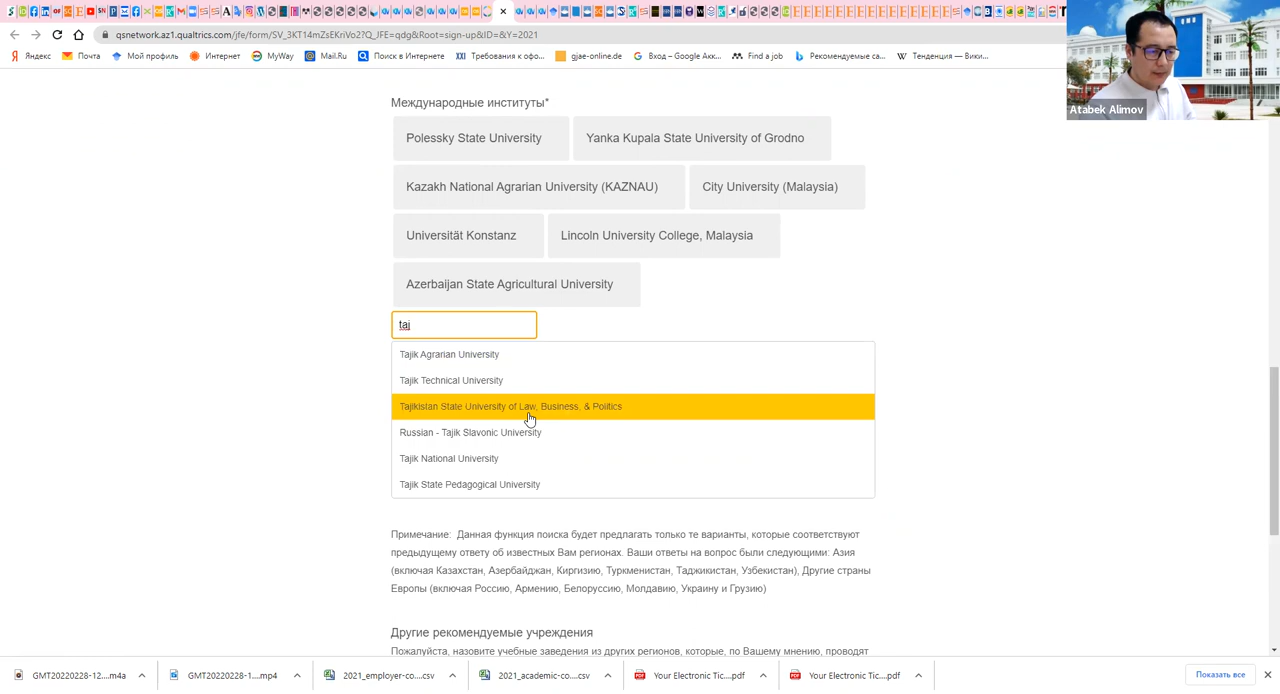 qsnetwork.az1.qualtrics.com/jfe/form/SV_3KT14mZsEKriVo2?Q_JFE=qdg&Root=sign-up&OD=&Y=2021
Яндекс Почта Мой профиль Интернет MyWay Mail.Ru Поиск в Интернете Требования к офо... gjae-online.de Вход – Google Акк... Find a job Рекомендуемые са... Тенденция — Вики...
Atabek Alimov
Международные институты*
Polessky State University Yanka Kupala State University of Grodno
Kazakh National Agrarian University (KAZNAU) City University (Malaysia)
Universität Konstanz Lincoln University College, Malaysia
Azerbaijan State Agricultural University
taj
Tajik Agrarian University
Tajik Technical University
Tajikistan State University of Law, Business, & Politics
Russian - Tajik Slavonic University
Tajik National University
Tajik State Pedagogical University
Примечание: Данная функция поиска будет предлагать только те варианты, которые соответствуют
предыдущему ответу об известных Вам регионах. Ваши ответы на вопрос были следующими: Азия
(включая Казахстан, Азербайджан, Киргизию, Туркменистан, Таджикистан, Узбекистан), Другие страны
Европы (включая Россию, Армению, Белоруссию, Молдавию, Украину и Грузию)
Другие рекомендуемые учреждения
Пожалуйста, назовите учебные заведения из других регионов, которые, по Вашему мнению, проводят
GMT20220228-12....m4a GMT20220228-1....mp4 2021_employer-co....csv 2021_academic-co....csv Your Electronic Tic....pdf Your Electronic Tic....pdf Показать все